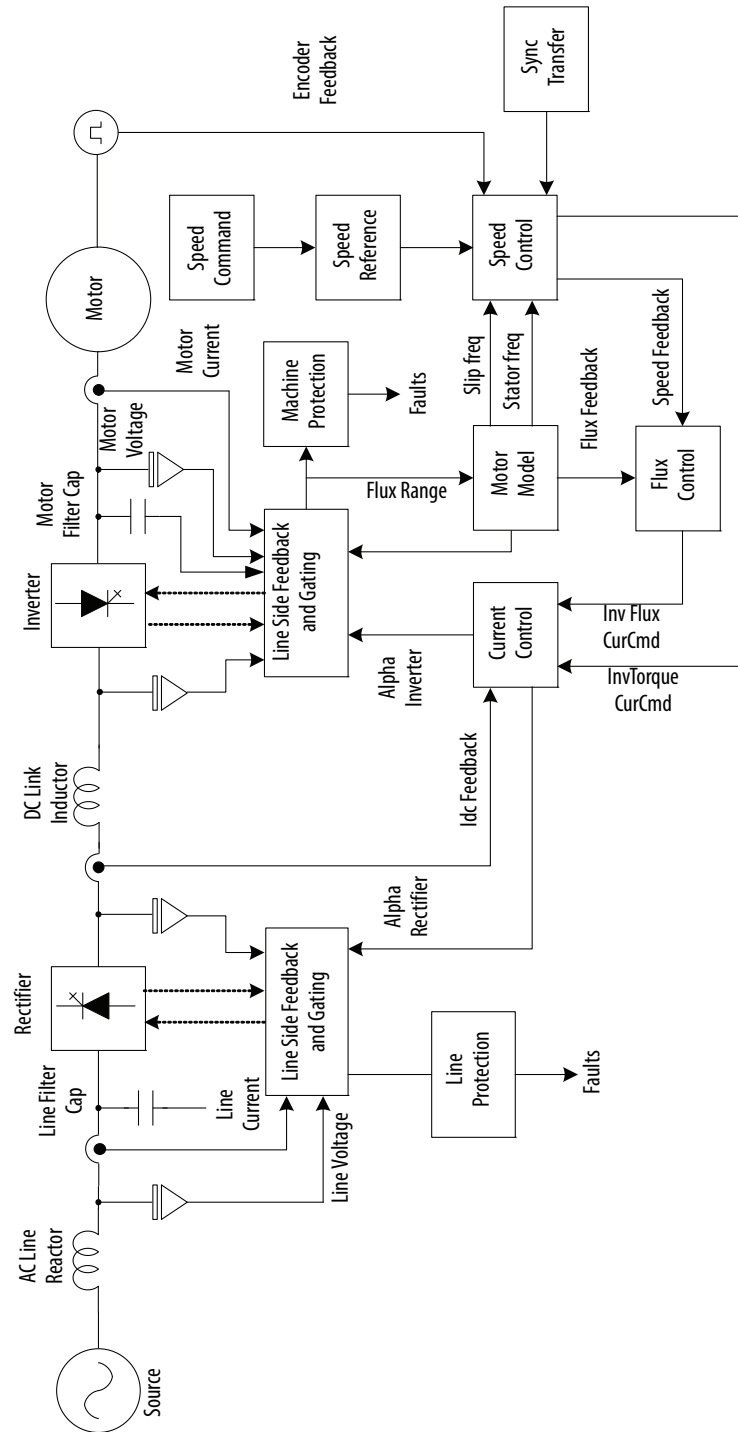 Source
AC Line
Reactor
Line Filter
Cap
Rectifier
DC Link
Inductor
Inverter
Motor
Filter Cap
Motor
Voltage
Motor
Current
Motor
Encoder
Feedback
Line Voltage
Line
Current
Line Side Feedback
and Gating
Alpha
Rectifier
Idc Feedback
Alpha
Inverter
Line Side Feedback
and Gating
Machine
Protection
Faults
Speed
Command
Speed
Reference
Line
Protection
Faults
Flux Range
Current
Control
Motor
Model
Slip freq
Stator freq
Speed
Control
Sync
Transfer
Inv Flux
CurCmd
InvTorque
CurCmd
Flux Feedback
Flux
Control
Speed Feedback